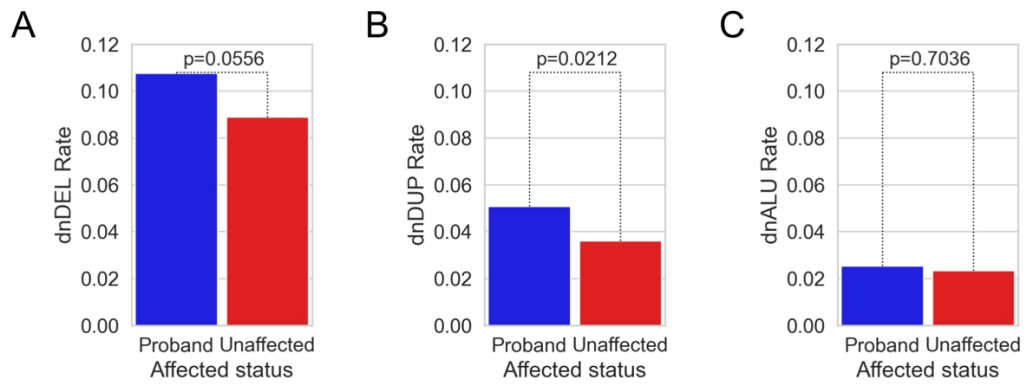 A
dnDEL Rate
0.12
0.10
0.08
0.06
0.04
0.02
0.00
p=0.0556
Proband Unaffected
Affected status
B
dnDUP Rate
0.12
0.10
0.08
0.06
0.04
0.02
0.00
p=0.0212
Proband Unaffected
Affected status
C
dnALU Rate
0.12
0.10
0.08
0.06
0.04
0.02
0.00
p=0.7036
Proband Unaffected
Affected status